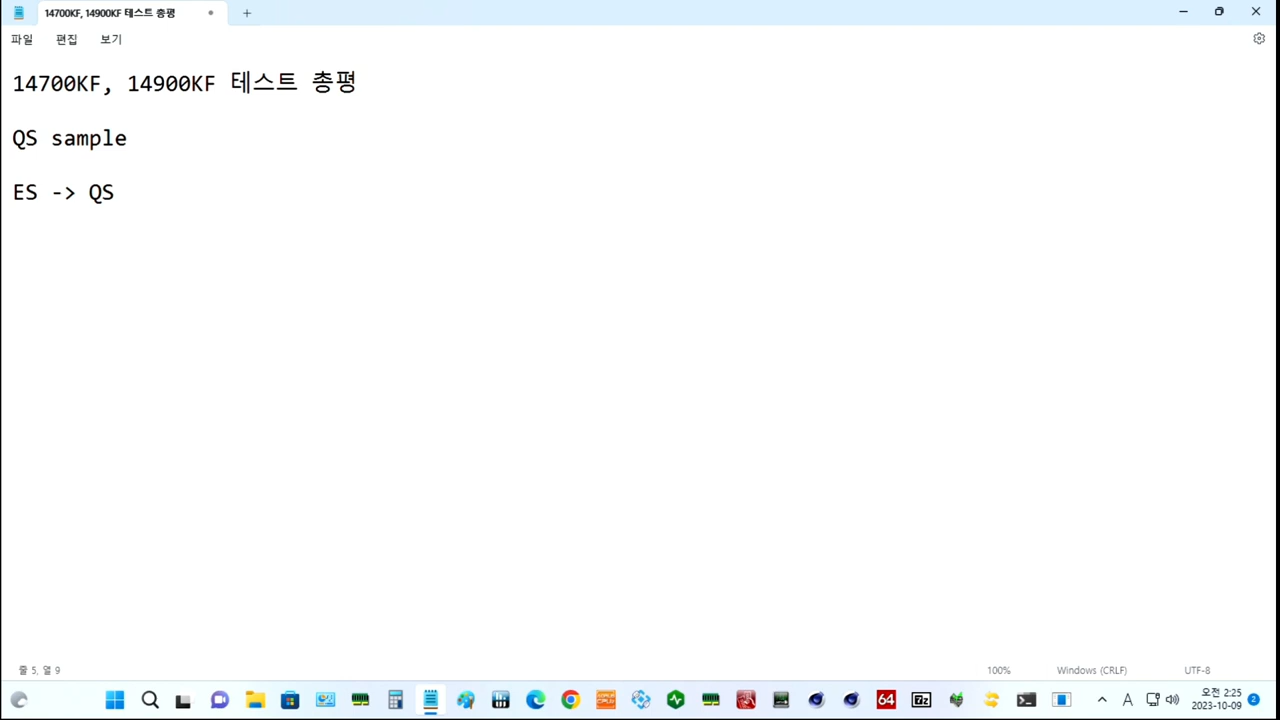 14700KF, 14900KF 테스트 총평
파일 편집 보기
14700KF, 14900KF 테스트 총평
QS sample
ES -> QS
줄 5, 열 9 100% Windows (CRLF) UTF-8
64 7z A 오전 2:25
2023-10-09 2